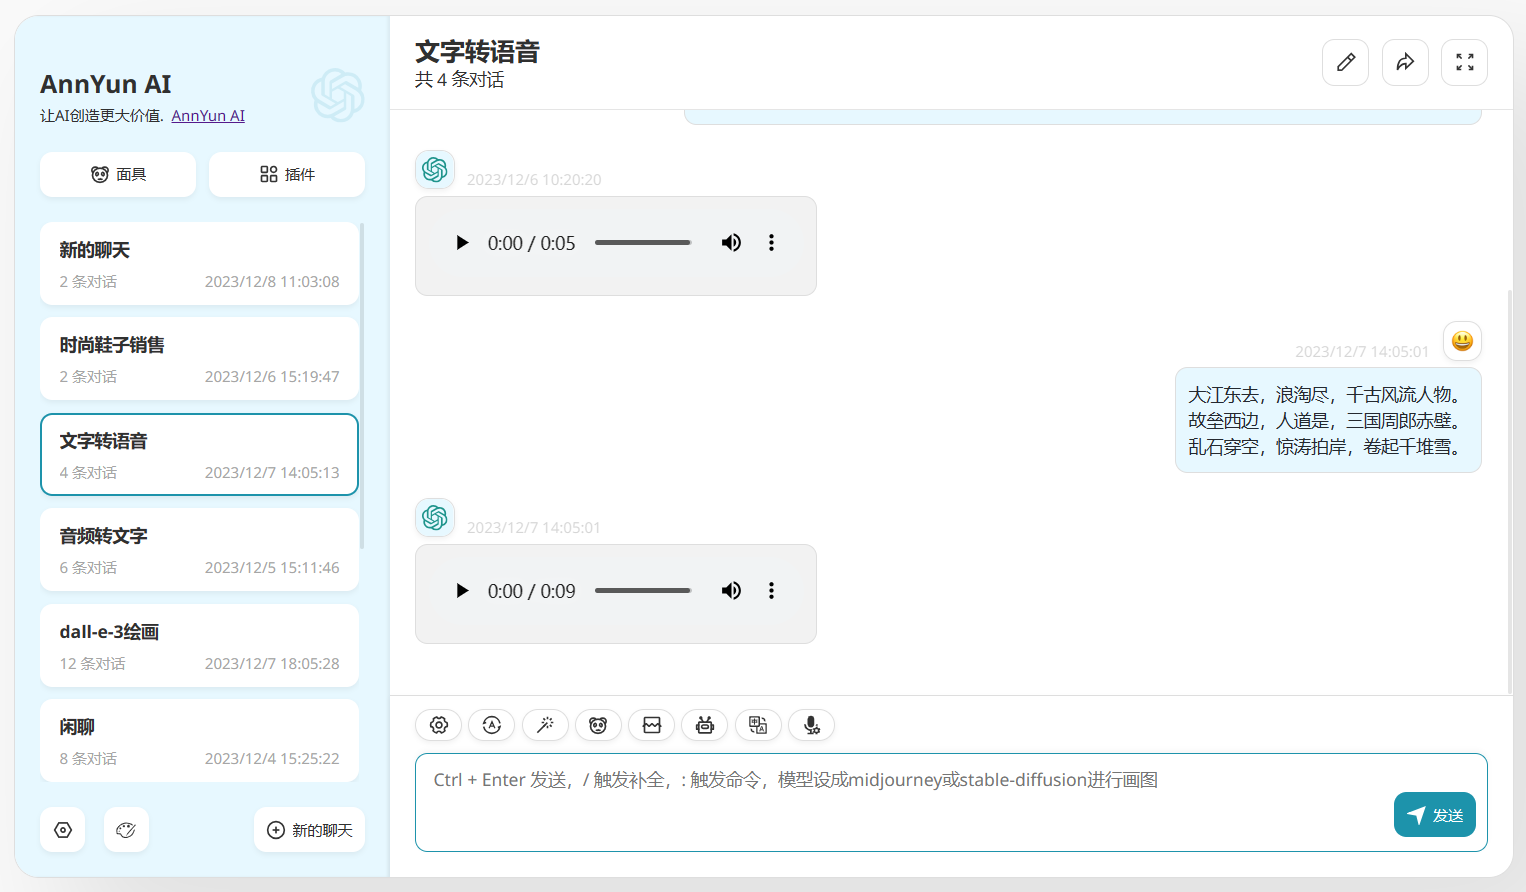 AnnYun AI
让AI创造更大价值. AnnYun AI
面具
插件
新的聊天
2 条对话 2023/12/8 11:03:08
时尚鞋子销售
2 条对话 2023/12/6 15:19:47
文字转语音
4 条对话 2023/12/7 14:05:13
音频转文字
6 条对话 2023/12/5 15:11:46
dall-e-3绘画
12 条对话 2023/12/7 18:05:28
闲聊
8 条对话 2023/12/4 15:25:22
新的聊天
文字转语音
共 4 条对话
2023/12/6 10:20:20
0:00 / 0:05
2023/12/7 14:05:01
大江东去，浪淘尽，千古风流人物。
故垒西边，人道是，三国周郎赤壁。
乱石穿空，惊涛拍岸，卷起千堆雪。
2023/12/7 14:05:01
0:00 / 0:09
Ctrl + Enter 发送，/ 触发补全，: 触发命令，模型设成midjourney或stable-diffusion进行画图
发送